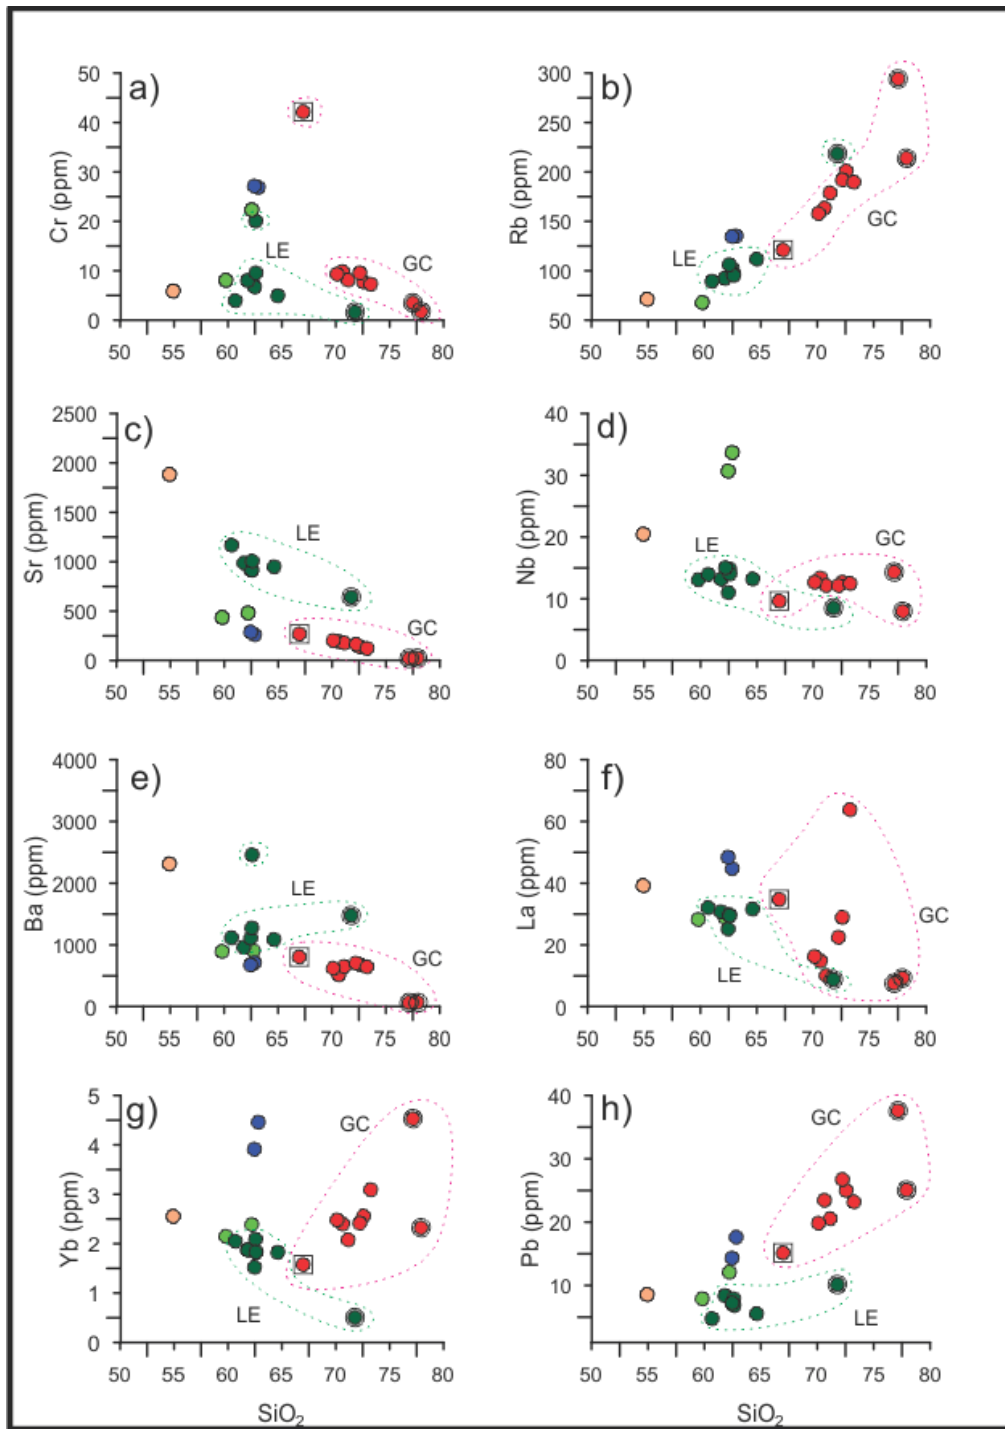 a)
50
40
30
20
10
0
Cr (ppm)
LE
GC
50 55 60 65 70 75 80
b)
300
250
200
150
100
50
Rb (ppm)
LE
GC
50 55 60 65 70 75 80
c)
2500
2000
1500
1000
500
0
Sr (ppm)
LE
GC
50 55 60 65 70 75 80
d)
40
30
20
10
0
Nb (ppm)
LE
GC
50 55 60 65 70 75 80
e)
4000
3000
2000
1000
0
Ba (ppm)
LE
GC
50 55 60 65 70 75 80
f)
80
60
40
20
0
La (ppm)
LE
GC
50 55 60 65 70 75 80
g)
5
4
3
2
1
0
Yb (ppm)
GC
LE
50 55 60 65 70 75 80
SiO₂
h)
40
30
20
10
Pb (ppm)
GC
LE
50 55 60 65 70 75 80
SiO₂